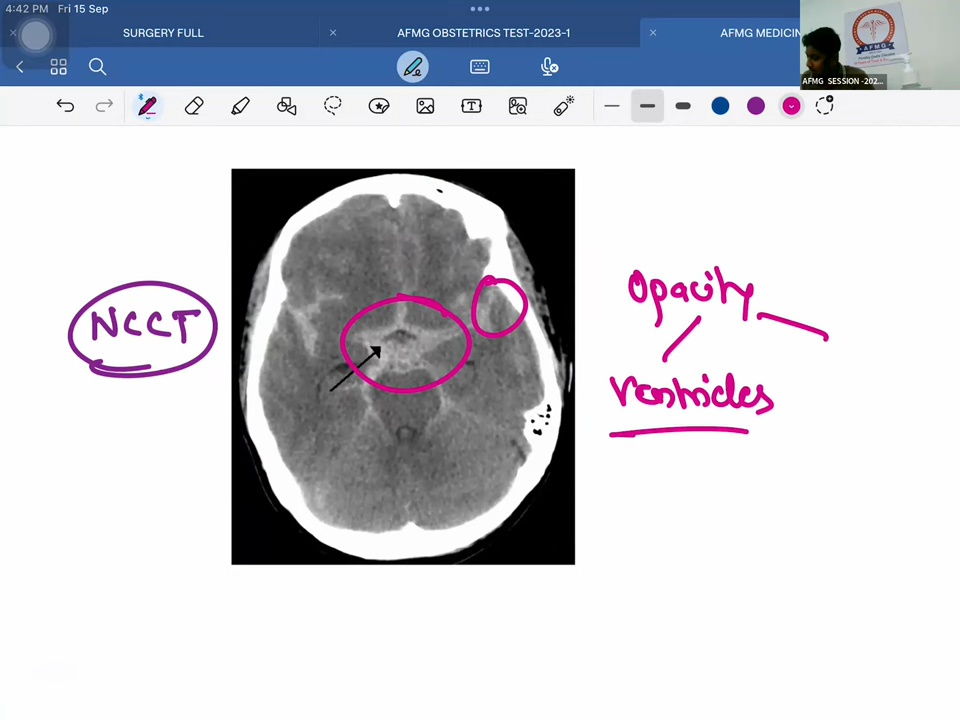 4:42 PM Fri 15 Sep
SURGERY FULL
AFMG OBSTETRICS TEST-2023-1
AFMG MEDICIN
AFMG
AFMG SESSION -202...
NCCT
Opacity
Ventricles